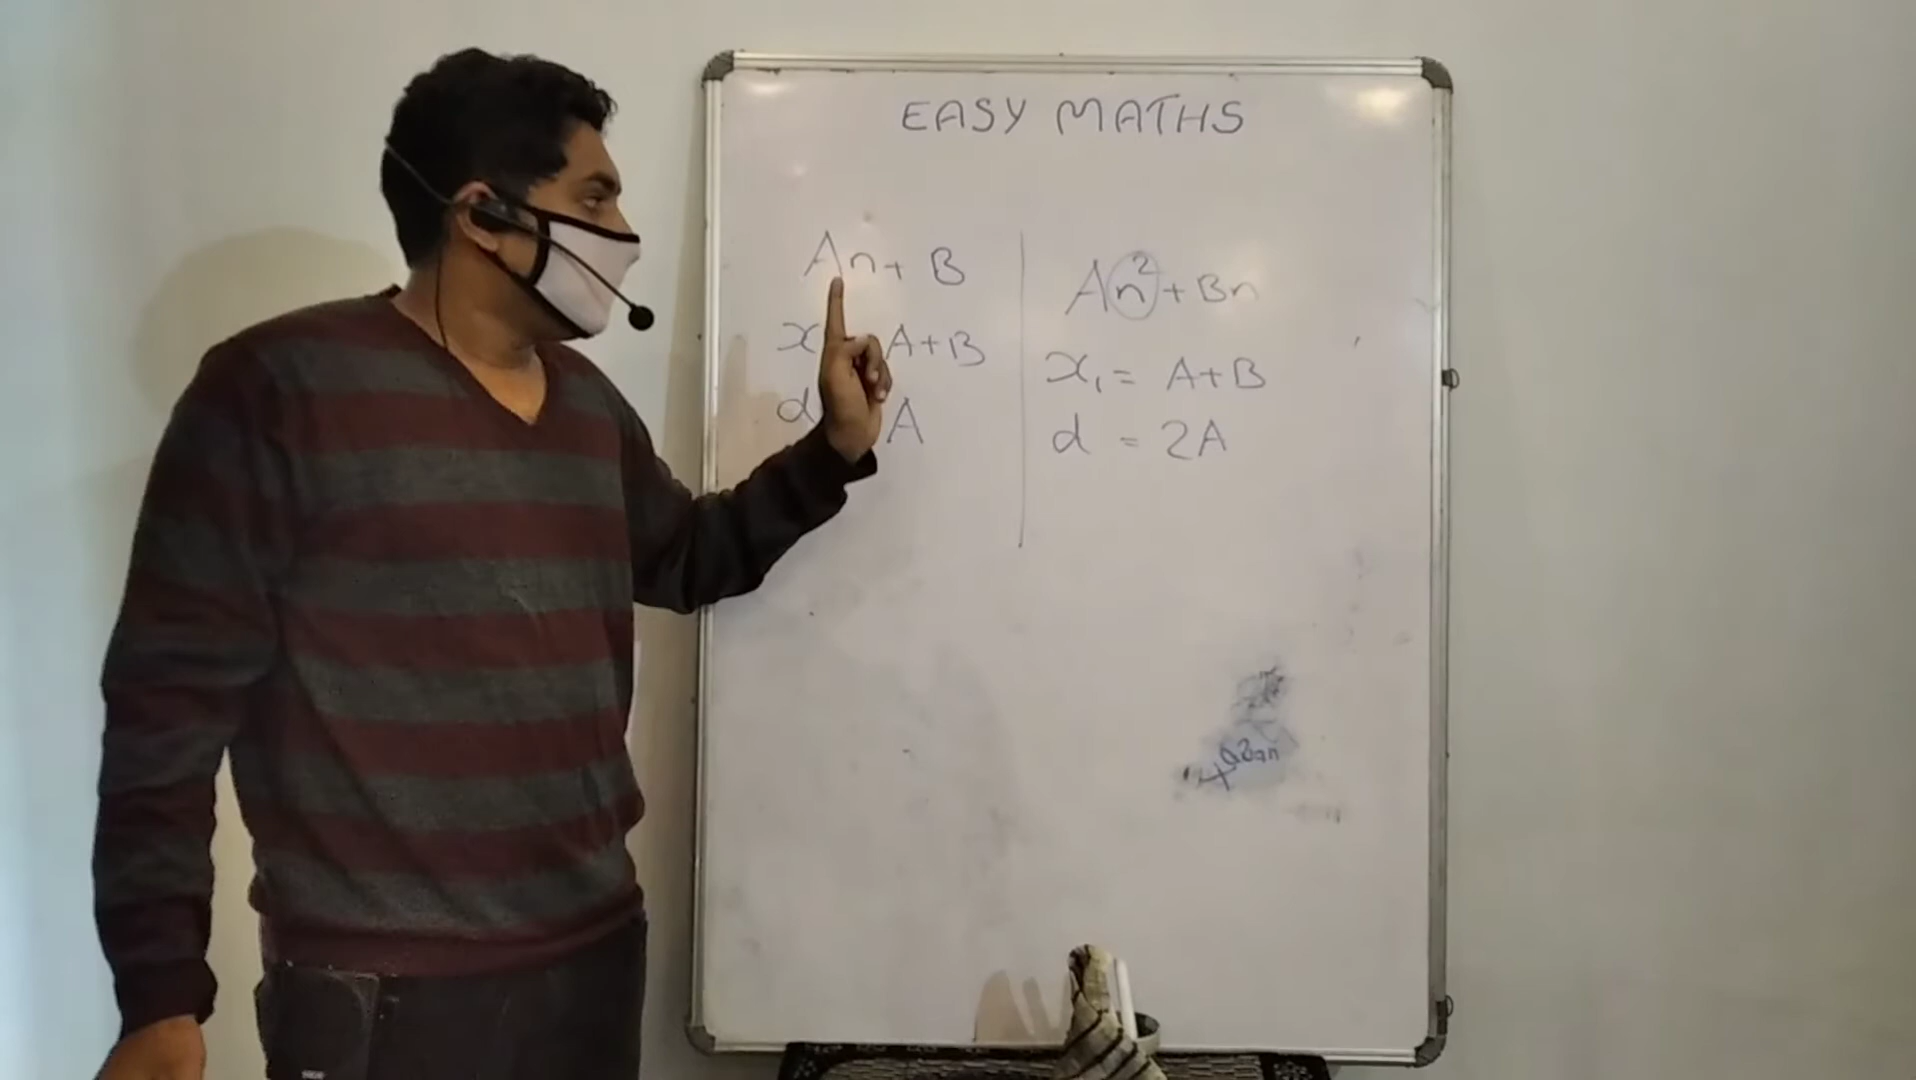 EASY MATHS
An + B
x A+B
d A
An² + Bn
x₁ = A+B
d = 2A